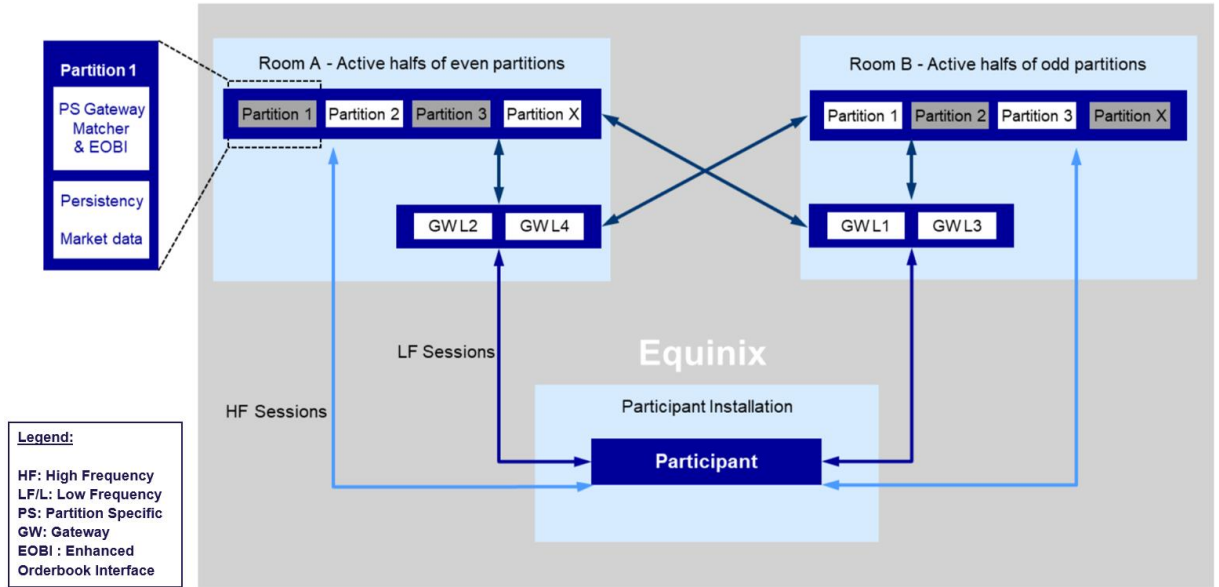 Partition 1
PS Gateway
Matcher
& EOBI
Persistency
Market data
Room A - Active halfs of even partitions
Partition 1
Partition 2
Partition 3
Partition X
GW L2
GW L4
Room B - Active halfs of odd partitions
Partition 1
Partition 2
Partition 3
Partition X
GW L1
GW L3
LF Sessions
HF Sessions
Equinix
Participant Installation
Participant
Legend:
HF: High Frequency
LF/L: Low Frequency
PS: Partition Specific
GW: Gateway
EOBI : Enhanced
Orderbook Interface